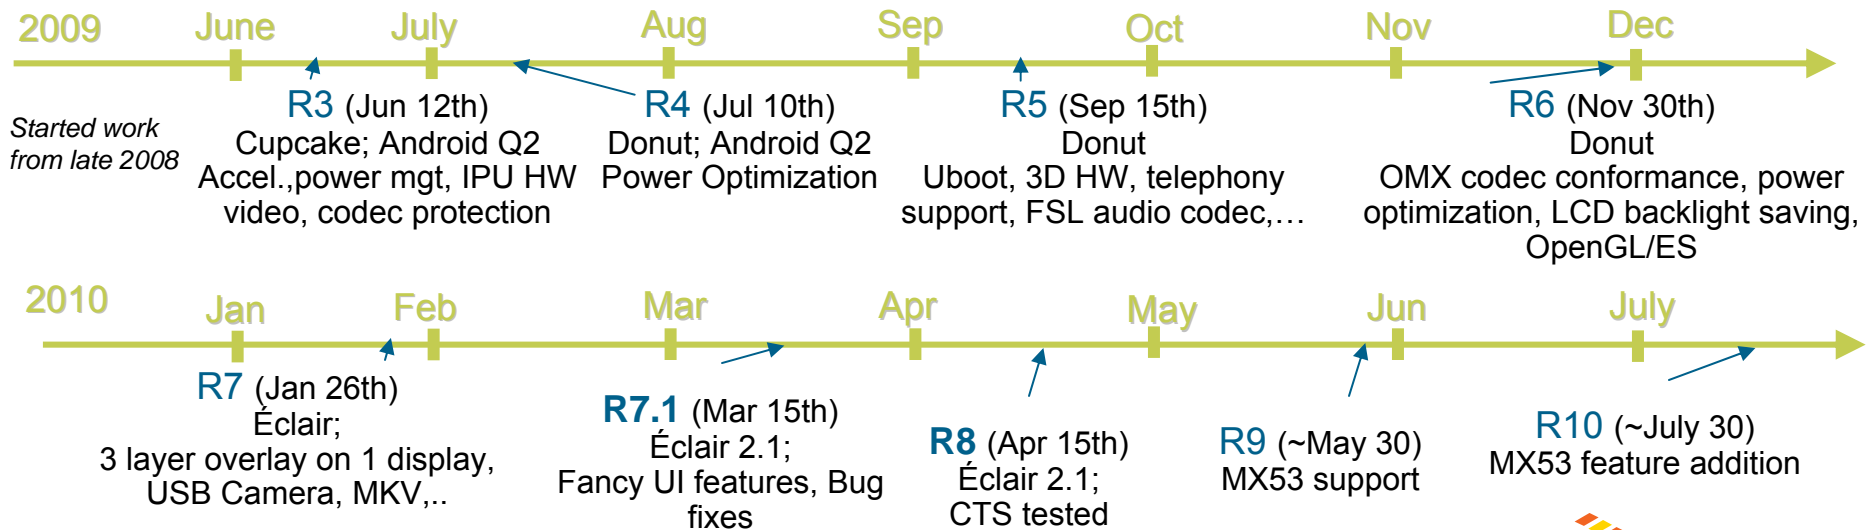 2009 June July Aug Sep Oct Nov Dec
Started work
from late 2008
R3 (Jun 12th)
Cupcake; Android Q2
Accel.,power mgt, IPU HW
video, codec protection
R4 (Jul 10th)
Donut; Android Q2
Power Optimization
R5 (Sep 15th)
Donut
Uboot, 3D HW, telephony
support, FSL audio codec,…
R6 (Nov 30th)
Donut
OMX codec conformance, power
optimization, LCD backlight saving,
OpenGL/ES
2010 Jan Feb Mar Apr May Jun July
R7 (Jan 26th)
Éclair;
3 layer overlay on 1 display,
USB Camera, MKV,..
R7.1 (Mar 15th)
Éclair 2.1;
Fancy UI features, Bug
fixes
R8 (Apr 15th)
Éclair 2.1;
CTS tested
R9 (~May 30)
MX53 support
R10 (~July 30)
MX53 feature addition